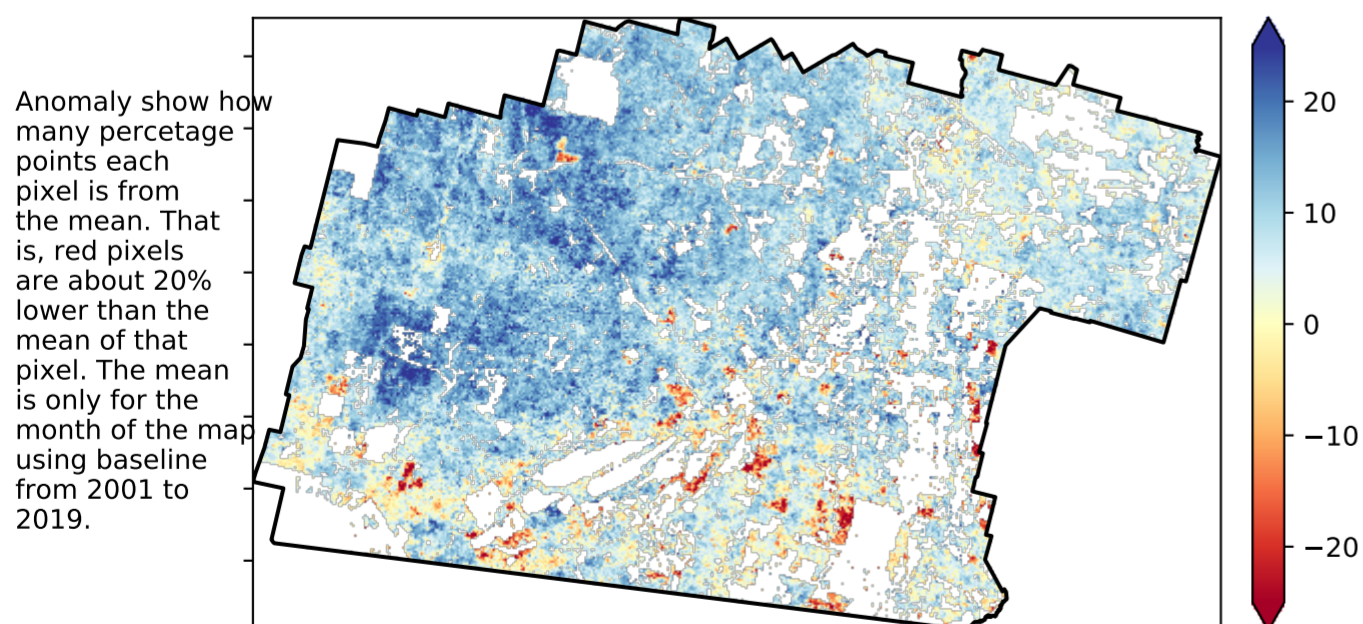 Anomaly show how
many percetage
points each
pixel is from
the mean. That
is, red pixels
are about 20%
lower than the
mean of that
pixel. The mean
is only for the
month of the map
using baseline
from 2001 to
2019.
20
10
0
−10
−20